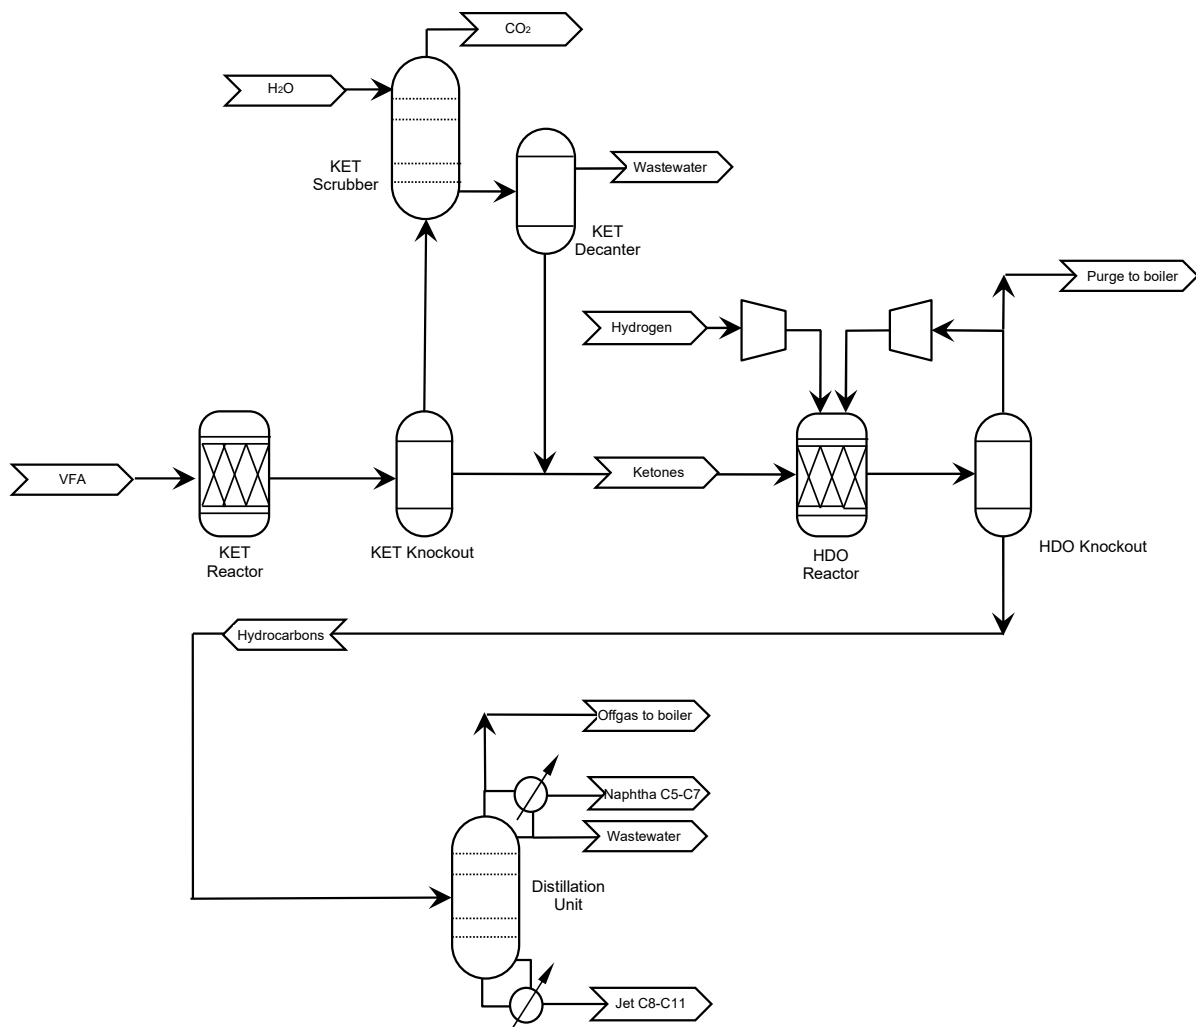 CO₂
H₂O
KET
Scrubber
Wastewater
KET
Decanter
Purge to boiler
Hydrogen
VFA
Ketones
KET
Reactor
KET Knockout
HDO
Reactor
HDO Knockout
Hydrocarbons
Offgas to boiler
Naphtha C5-C7
Wastewater
Distillation
Unit
Jet C8-C11